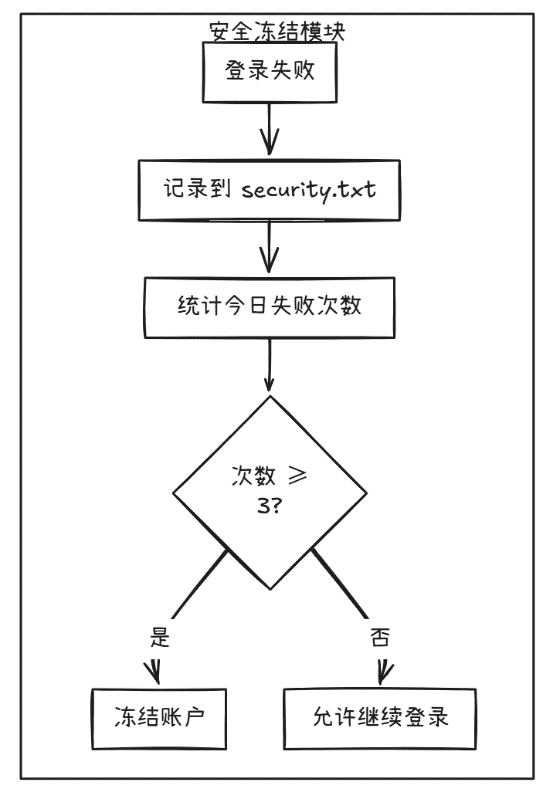 安全冻结模块
登录失败
记录到 security.txt
统计今日失败次数
次数 ≥
3?
是
否
冻结账户
允许继续登录